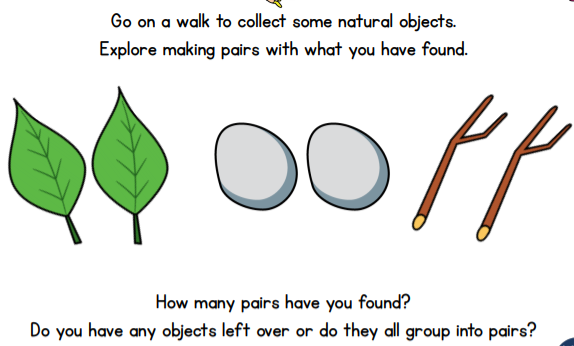 Go on a walk to collect some natural objects.
Explore making pairs with what you have found.
How many pairs have you found?
Do you have any objects left over or do they all group into pairs?